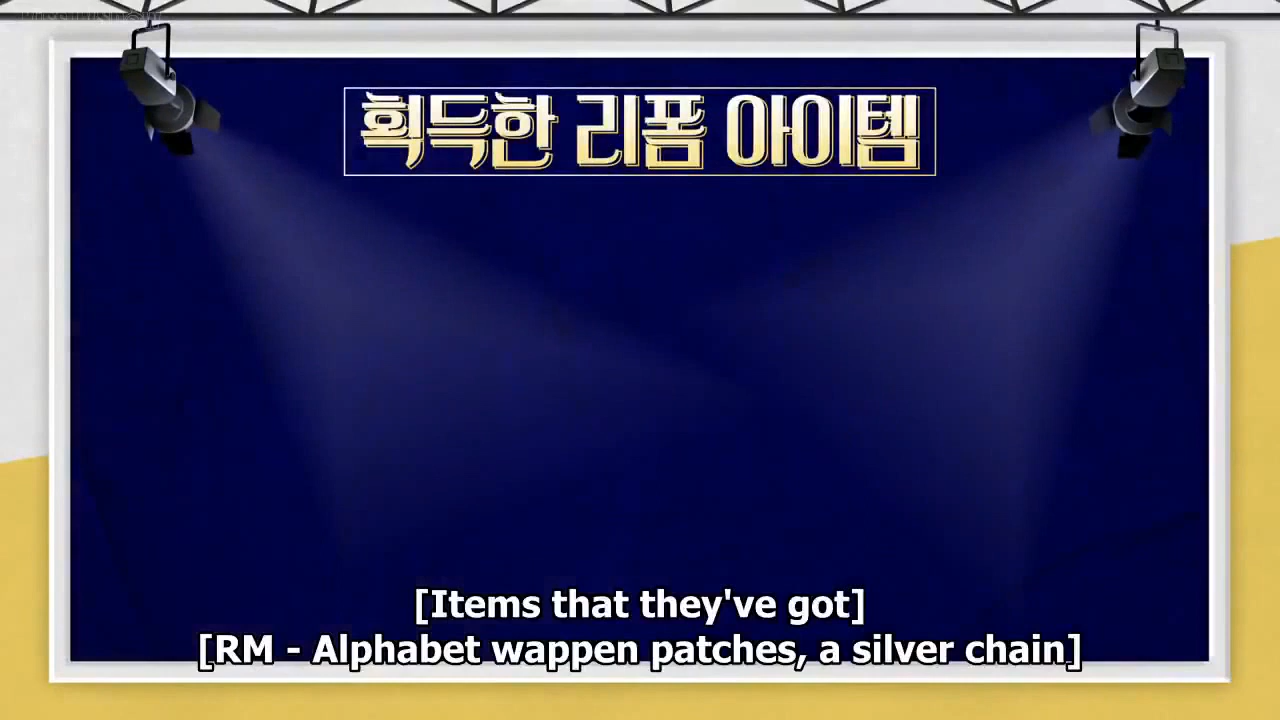 획득한 리폼 아이템
[Items that they've got]
[RM - Alphabet wappen patches, a silver chain]